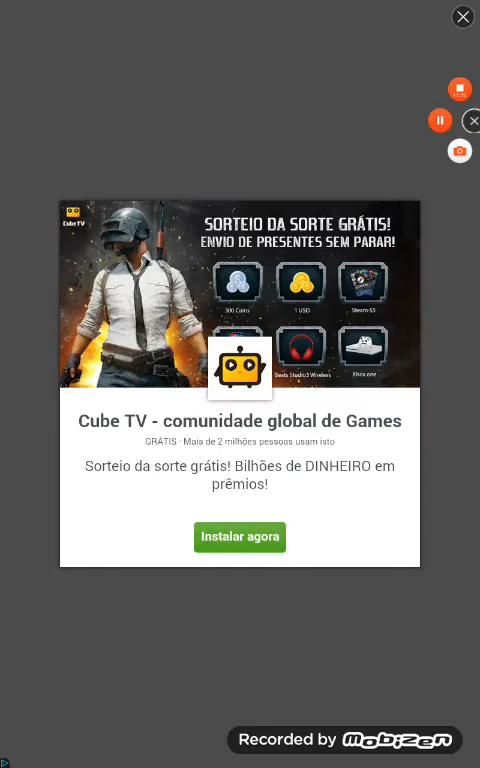 11:29
Cube TV
SORTEIO DA SORTE GRÁTIS!
ENVIO DE PRESENTES SEM PARAR!
300 Coins
1 USD
Steam-5$
Beats Studio3 Wireless
Xbox one
Cube TV - comunidade global de Games
GRÁTIS - Mais de 2 milhões pessoas usam isto
Sorteio da sorte grátis! Bilhões de DINHEIRO em
prêmios!
Instalar agora
Recorded by Mobizen